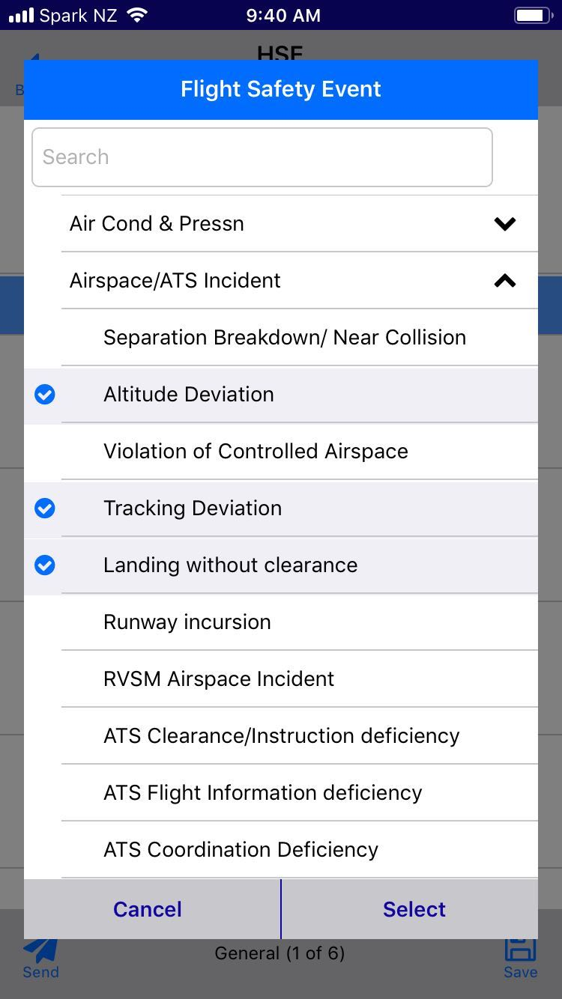 Spark NZ 9:40 AM
HSE
B
Flight Safety Event
Search
Air Cond & Pressn
Airspace/ATS Incident
Separation Breakdown/ Near Collision
Altitude Deviation
Violation of Controlled Airspace
Tracking Deviation
Landing without clearance
Runway incursion
RVSM Airspace Incident
ATS Clearance/Instruction deficiency
ATS Flight Information deficiency
ATS Coordination Deficiency
Cancel Select
General (1 of 6)
Send Save